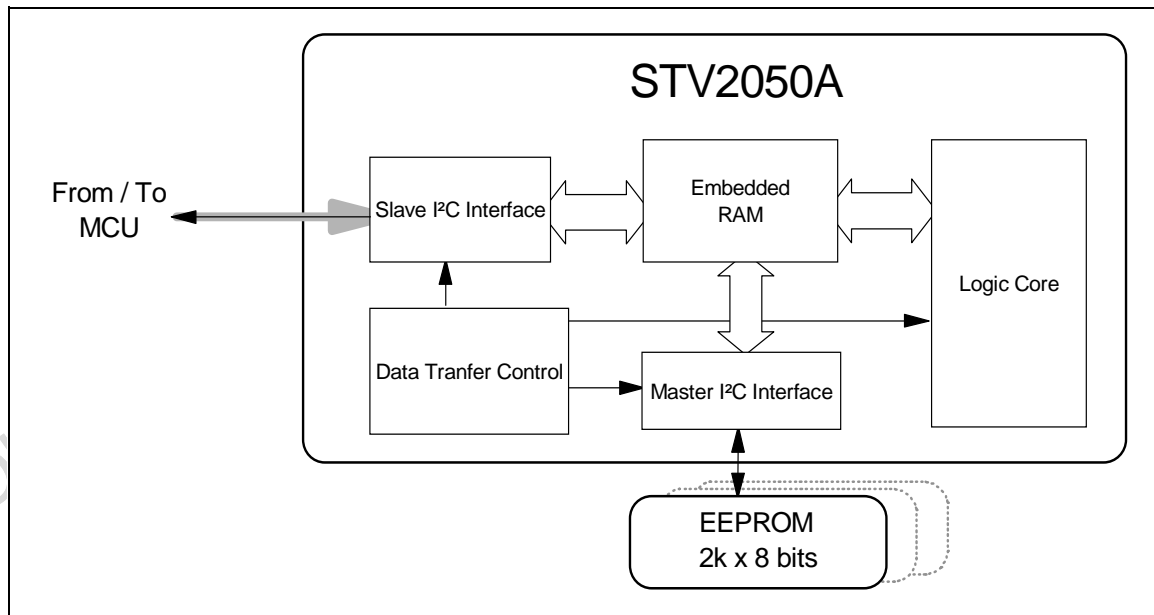 STV2050A
From / To
MCU
Slave I²C Interface
Embedded
RAM
Logic Core
Data Tranfer Control
Master I²C Interface
EEPROM
2k x 8 bits